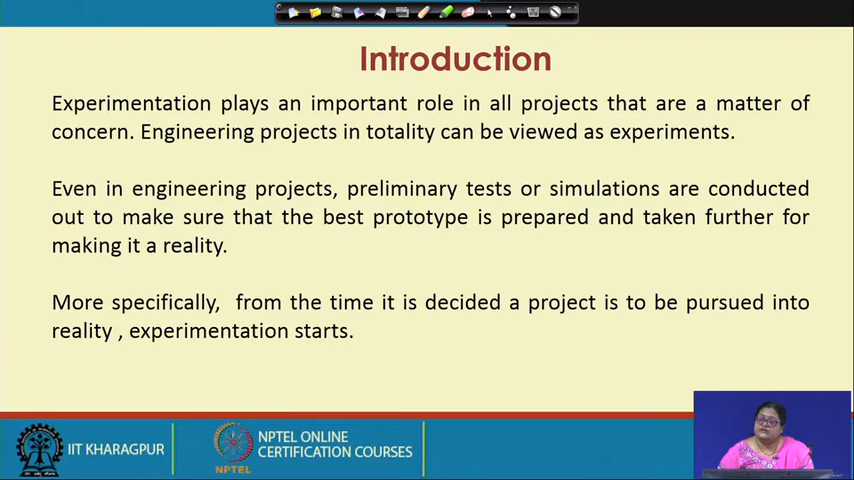 Introduction
Experimentation plays an important role in all projects that are a matter of
concern. Engineering projects in totality can be viewed as experiments.
Even in engineering projects, preliminary tests or simulations are conducted
out to make sure that the best prototype is prepared and taken further for
making it a reality.
More specifically, from the time it is decided a project is to be pursued into
reality , experimentation starts.
IIT KHARAGPUR
NPTEL
NPTEL ONLINE
CERTIFICATION COURSES